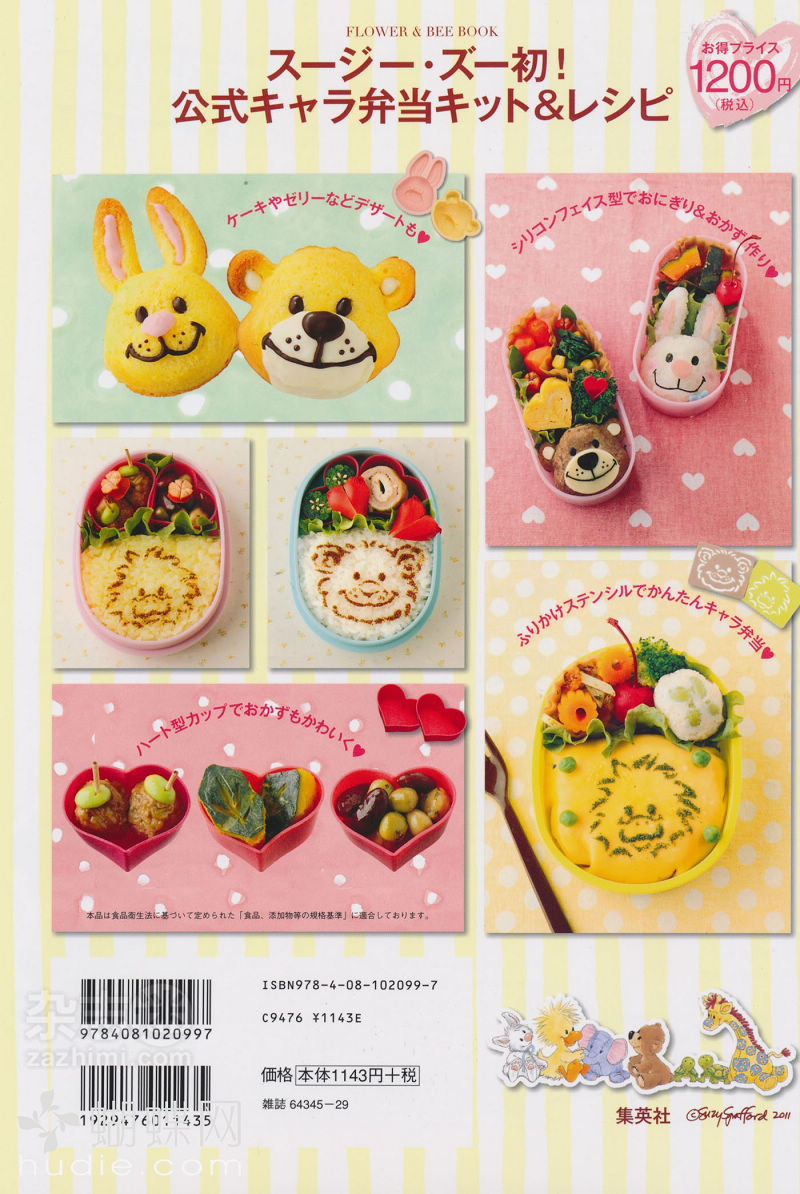 FLOWER & BEE BOOK
スージー・ズー初!
公式キャラ弁当キット&レシピ
お得プライス
1200円
(税込)
ケーキやゼリーなどデザートも♥
シリコンフェイス型でおにぎり&おかず作り♥
ふりかけステンシルでかんたんキャラ弁当♥
ハート型カップでおかずもかわいく♥
本品は食品衛生法に基づいて定められた「食品、添加物等の規格基準」に適合しております。
ISBN978-4-08-102099-7
C9476 ¥1143E
9784081020997
zazhimi.com
価格 本体1143円+税
雑誌 64345-29
集英社
©Suzy Spafford 2011
蝴蝶网
hudie.com